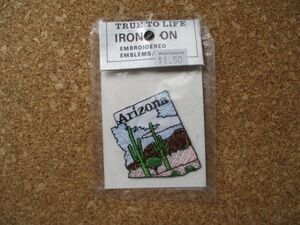 TRUE TO LIFE
IRON ON
EMBROIDERED
EMBLEMS/
$1.50
Arizona